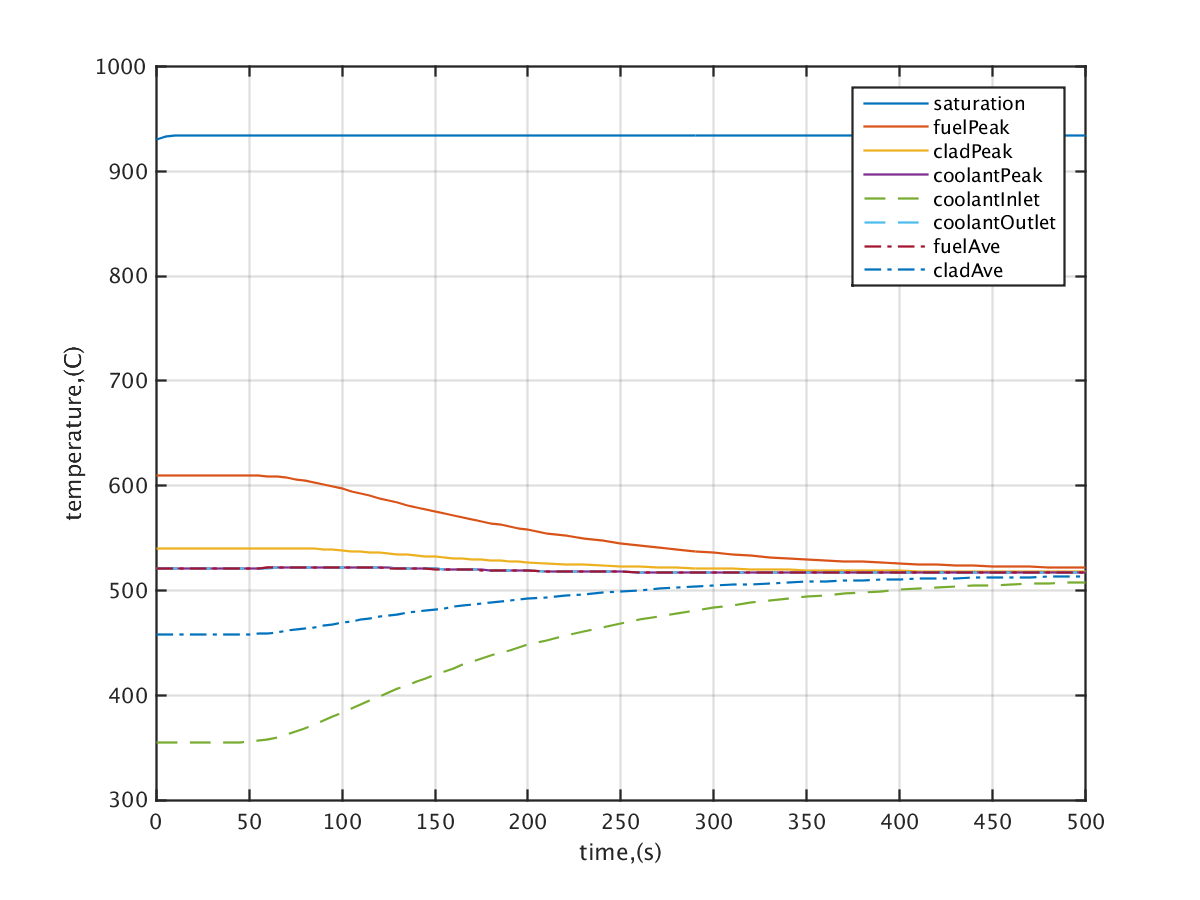 1000
900
800
700
600
500
400
300
temperature,(C)
saturation
fuelPeak
cladPeak
coolantPeak
coolantInlet
coolantOutlet
fuelAve
cladAve
0 50 100 150 200 250 300 350 400 450 500
time,(s)